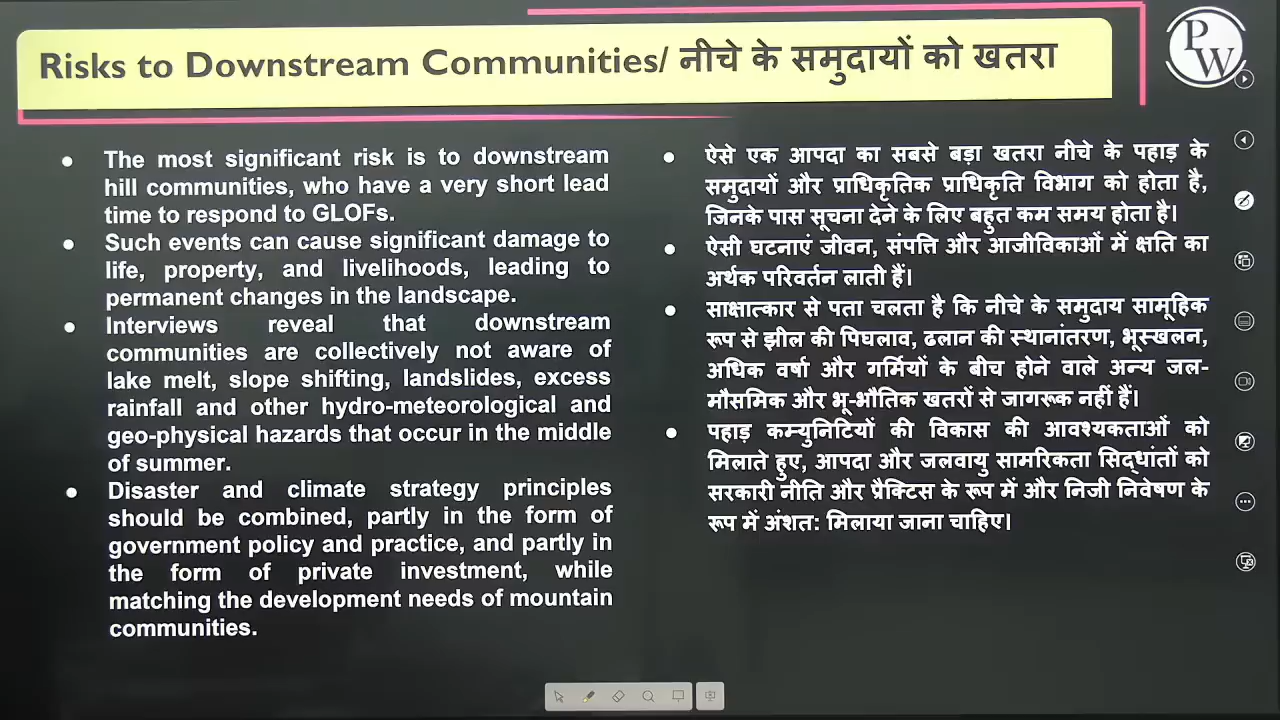 Risks to Downstream Communities/ नीचे के समुदायों को खतरा
PW
● The most significant risk is to downstream
hill communities, who have a very short lead
time to respond to GLOFs.
● Such events can cause significant damage to
life, property, and livelihoods, leading to
permanent changes in the landscape.
● Interviews reveal that downstream
communities are collectively not aware of
lake melt, slope shifting, landslides, excess
rainfall and other hydro-meteorological and
geo-physical hazards that occur in the middle
of summer.
● Disaster and climate strategy principles
should be combined, partly in the form of
government policy and practice, and partly in
the form of private investment, while
matching the development needs of mountain
communities.
● ऐसे एक आपदा का सबसे बड़ा खतरा नीचे के पहाड़ के
समुदायों और प्राधिकृतिक प्राधिकृति विभाग को होता है,
जिनके पास सूचना देने के लिए बहुत कम समय होता है।
● ऐसी घटनाएं जीवन, संपत्ति और आजीविकाओं में क्षति का
अर्थक परिवर्तन लाती हैं।
● साक्षात्कार से पता चलता है कि नीचे के समुदाय सामूहिक
रूप से झील की पिघलाव, ढलान की स्थानांतरण, भूस्खलन,
अधिक वर्षा और गर्मियों के बीच होने वाले अन्य जल-
मौसमिक और भू-भौतिक खतरों से जागरूक नहीं हैं।
● पहाड़ कम्युनिटियों की विकास की आवश्यकताओं को
मिलाते हुए, आपदा और जलवायु सामरिकता सिद्धांतों को
सरकारी नीति और प्रैक्टिस के रूप में और निजी निवेषण के
रूप में अंशत: मिलाया जाना चाहिए।